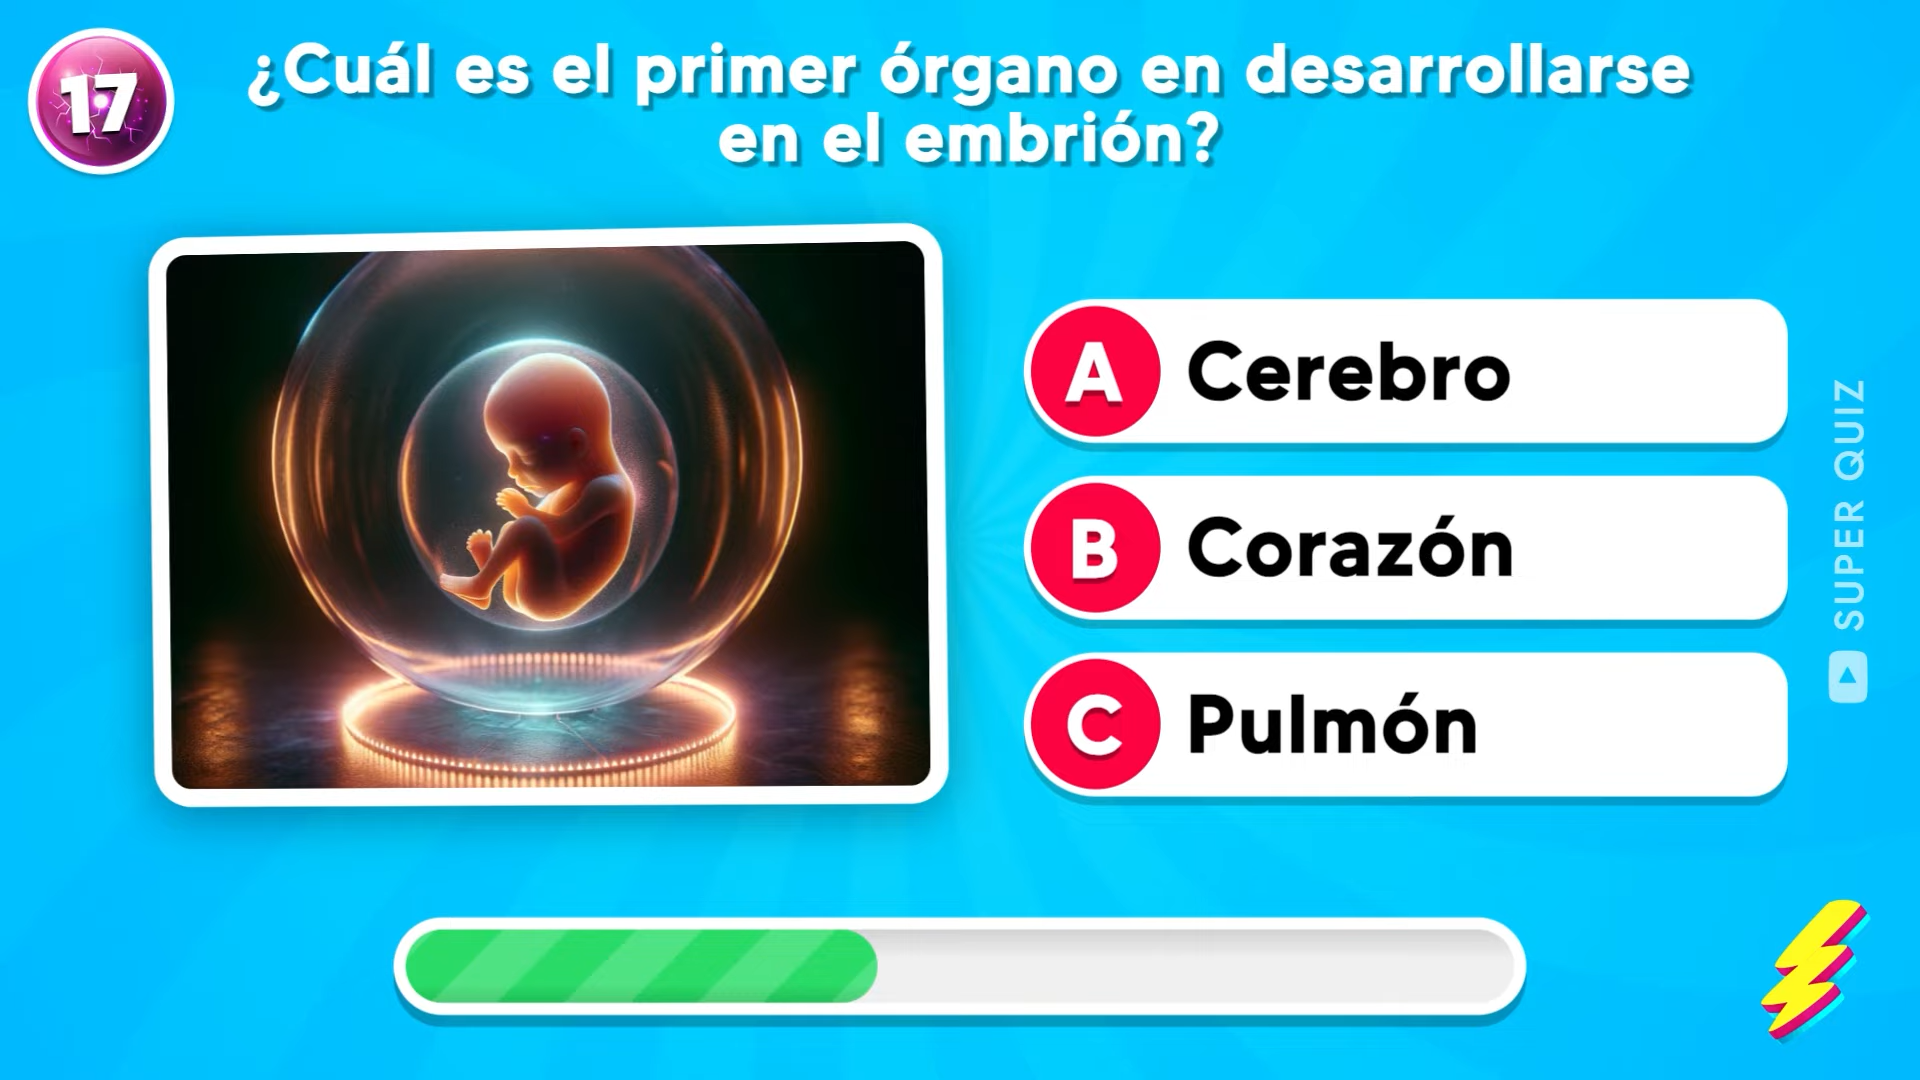 17
¿Cuál es el primer órgano en desarrollarse
en el embrión?
A Cerebro
B Corazón
C Pulmón
SUPER QUIZ